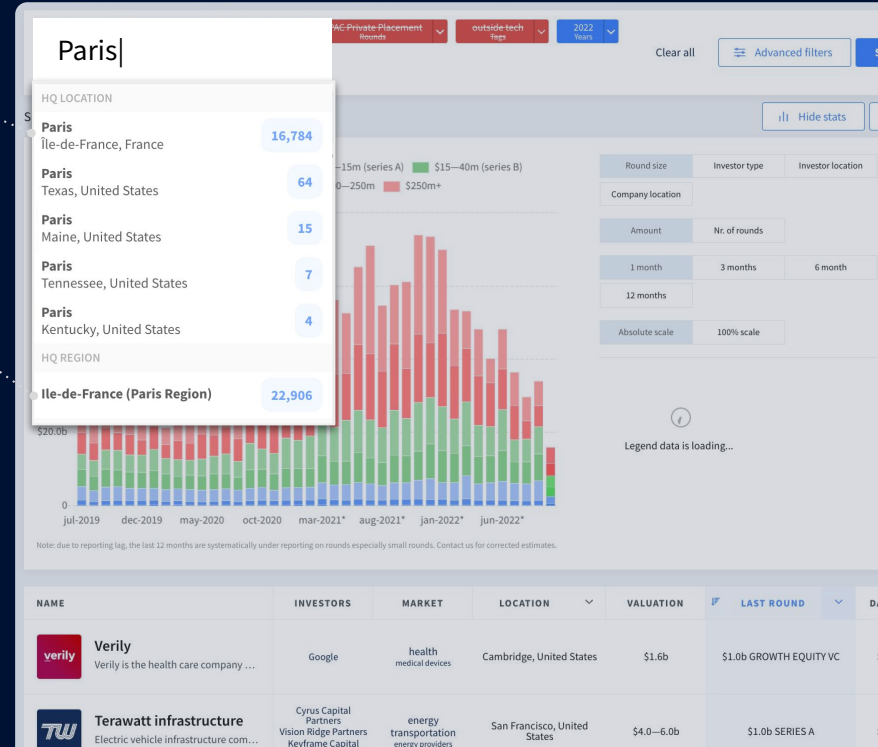 Paris
AC Private Placement
Rounds
outside tech
Tags
2022
Years
Clear all
Advanced filters
S
HQ LOCATION
Hide stats
Paris
Île-de-France, France
16,784
Paris
Texas, United States
64
Paris
Maine, United States
15
Paris
Tennessee, United States
7
Paris
Kentucky, United States
4
HQ REGION
Ile-de-France (Paris Region)
22,906
—15m (series A) $15—40m (series B)
0—250m $250m+
Round size Investor type Investor location
Company location
Amount Nr. of rounds
1 month 3 months 6 month
12 months
Absolute scale 100% scale
Legend data is loading...
$20.0b
0
jul-2019 dec-2019 may-2020 oct-2020 mar-2021* aug-2021* jan-2022* jun-2022*
Note: due to reporting lag, the last 12 months are systematically under reporting on rounds especially small rounds. Contact us for corrected estimates.
NAME INVESTORS MARKET LOCATION VALUATION LAST ROUND DA
verily
Verily
Verily is the health care company ...
Google
health
medical devices
Cambridge, United States
$1.6b
$1.0b GROWTH EQUITY VC
TW
Terawatt infrastructure
Electric vehicle infrastructure com...
Cyrus Capital
Partners
Vision Ridge Partners
Keyframe Capital
energy
transportation
energy providers
San Francisco, United
States
$4.0—6.0b
$1.0b SERIES A